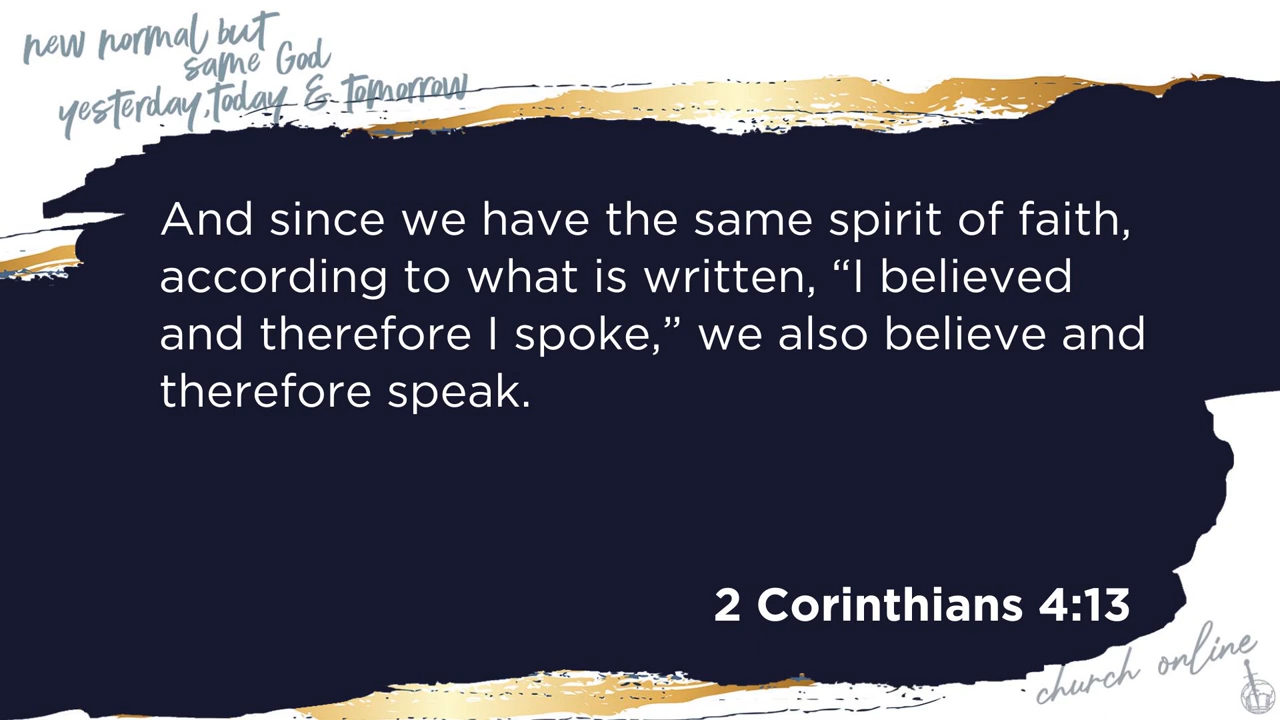 new normal but
same God
yesterday, today & tomorrow
And since we have the same spirit of faith,
according to what is written, “I believed
and therefore I spoke,” we also believe and
therefore speak.
2 Corinthians 4:13
church online